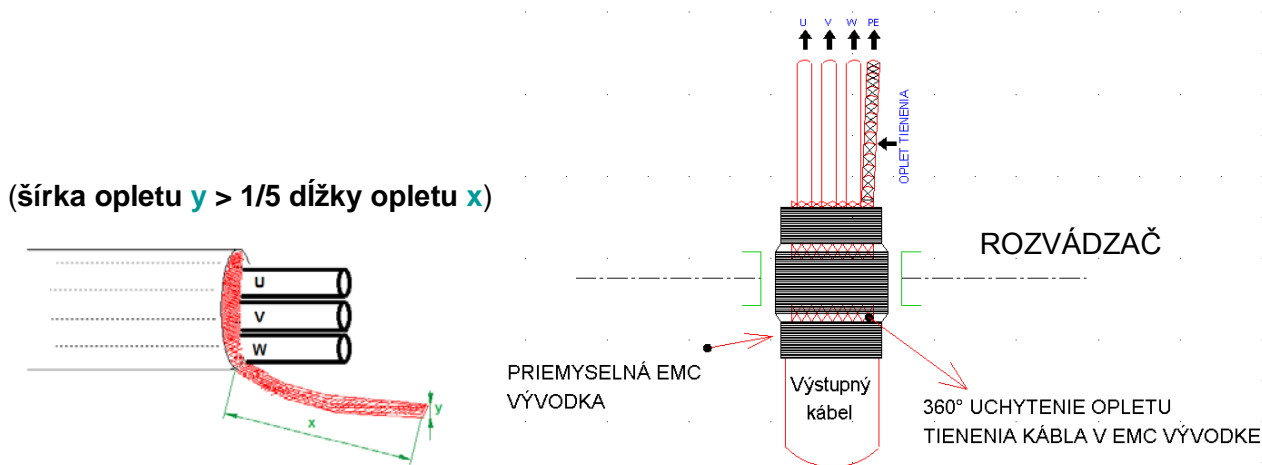 (šírka opletu y > 1/5 dĺžky opletu x)
U
V
W
x
y
U V W PE
OPLET TIENENIA
ROZVÁDZAČ
PRIEMYSELNÁ EMC
VÝVODKA
Výstupný
kábel
360° UCHYTENIE OPLETU
TIENENIA KÁBLA V EMC VÝVODKE